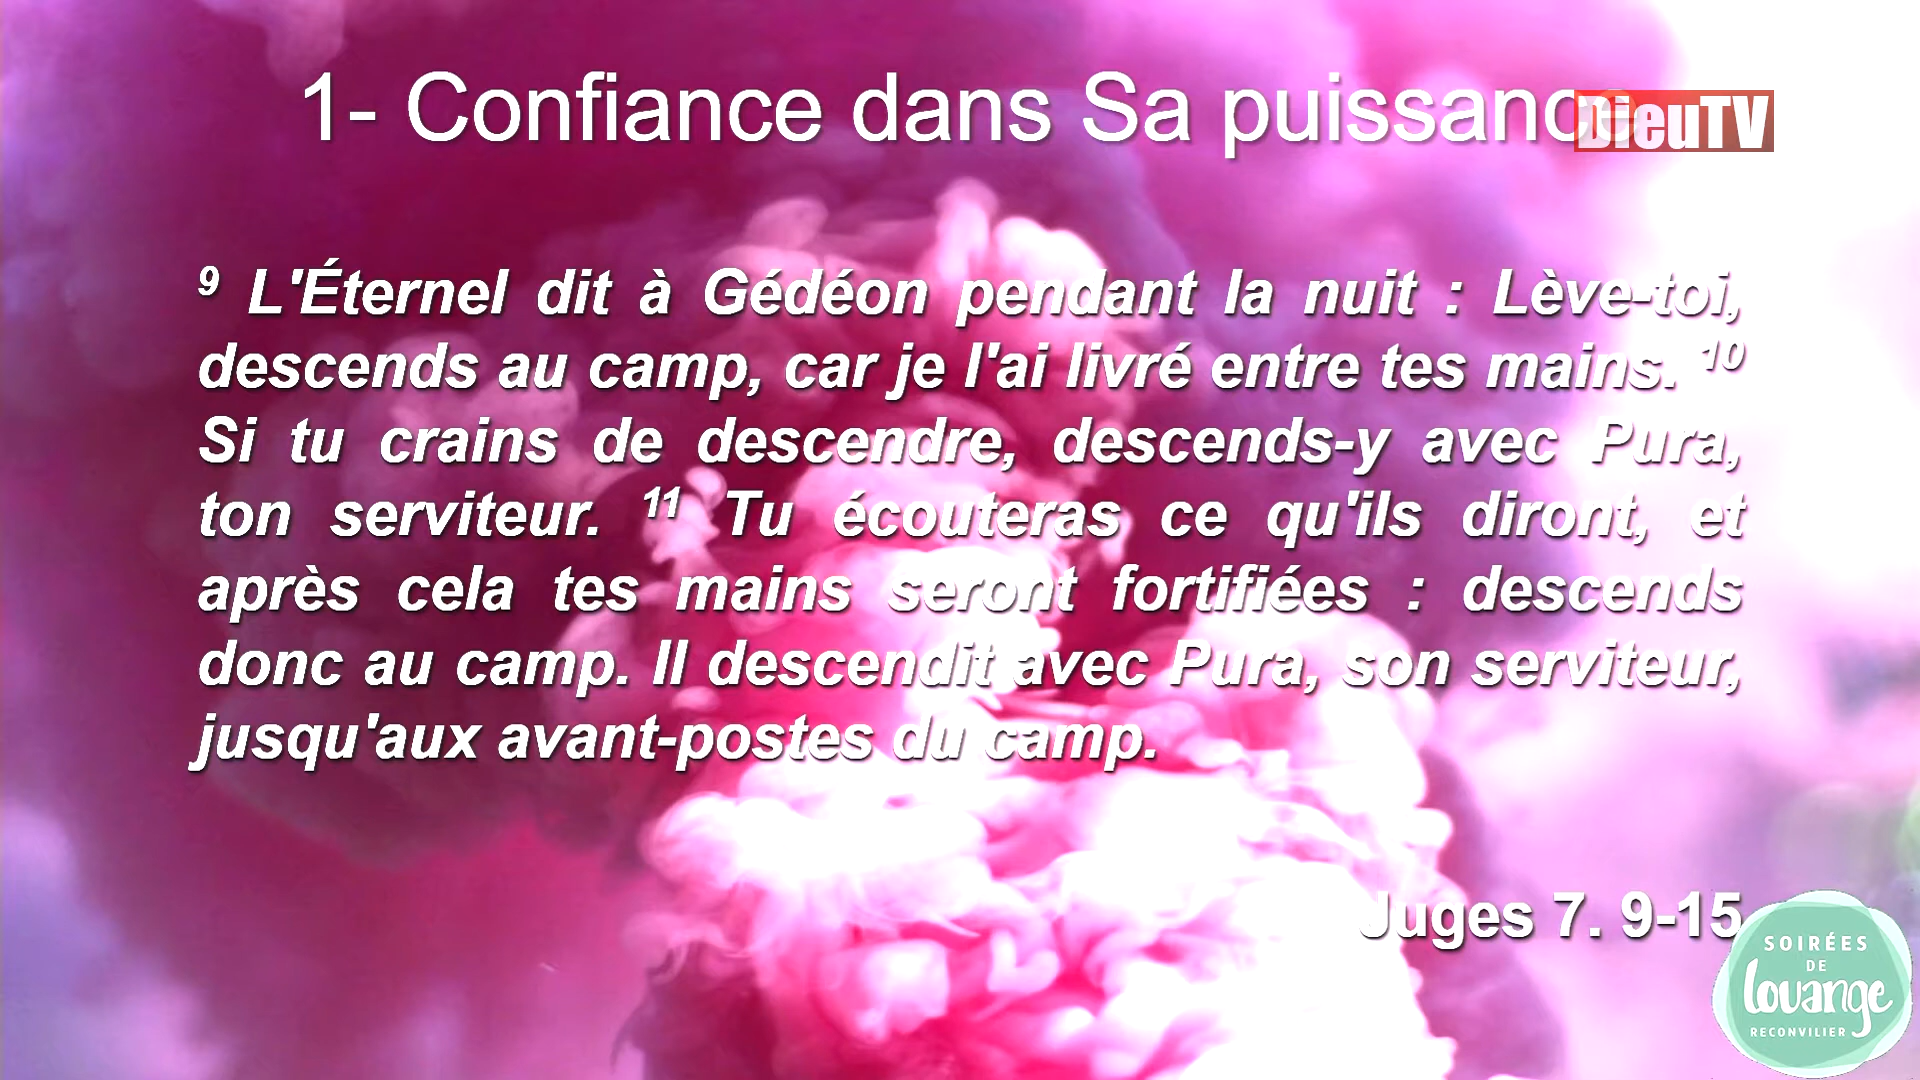 1- Confiance dans Sa puissance
DieuTV
9 L'Éternel dit à Gédéon pendant la nuit : Lève-toi,
descends au camp, car je l'ai livré entre tes mains. 10
Si tu crains de descendre, descends-y avec Pura,
ton serviteur. 11 Tu écouteras ce qu'ils diront, et
après cela tes mains seront fortifiées : descends
donc au camp. Il descendit avec Pura, son serviteur,
jusqu'aux avant-postes du camp.
Juges 7. 9-15
SOIRÉES
DE
louange
RECONVILIER